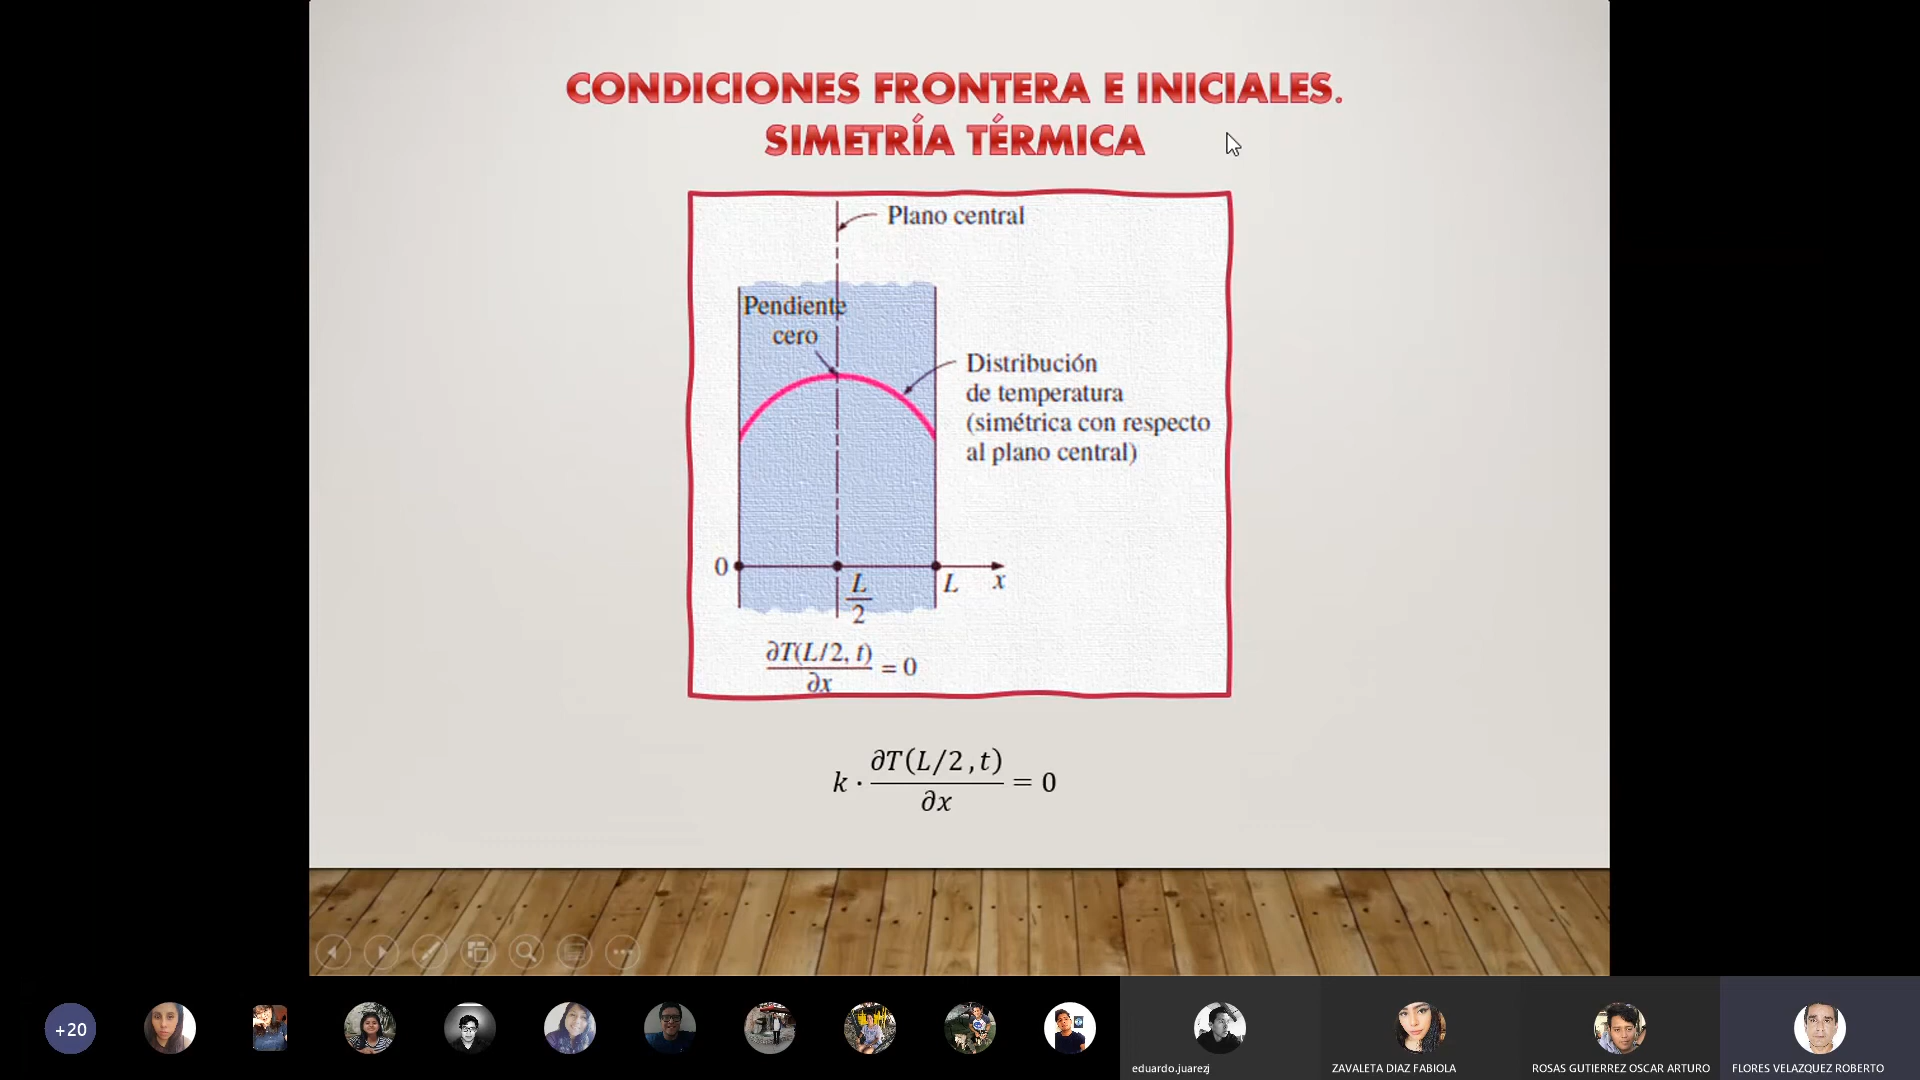 CONDICIONES FRONTERA E INICIALES.
SIMETRÍA TÉRMICA
Plano central
Pendiente
cero
Distribución
de temperatura
(simétrica con respecto
al plano central)
0
L
2
L
x
∂T(L/2, t)
∂x
= 0
k · ∂T(L/2 , t)
∂x
= 0
+20
eduardo.juarezj
ZAVALETA DIAZ FABIOLA
ROSAS GUTIERREZ OSCAR ARTURO
FLORES VELAZQUEZ ROBERTO